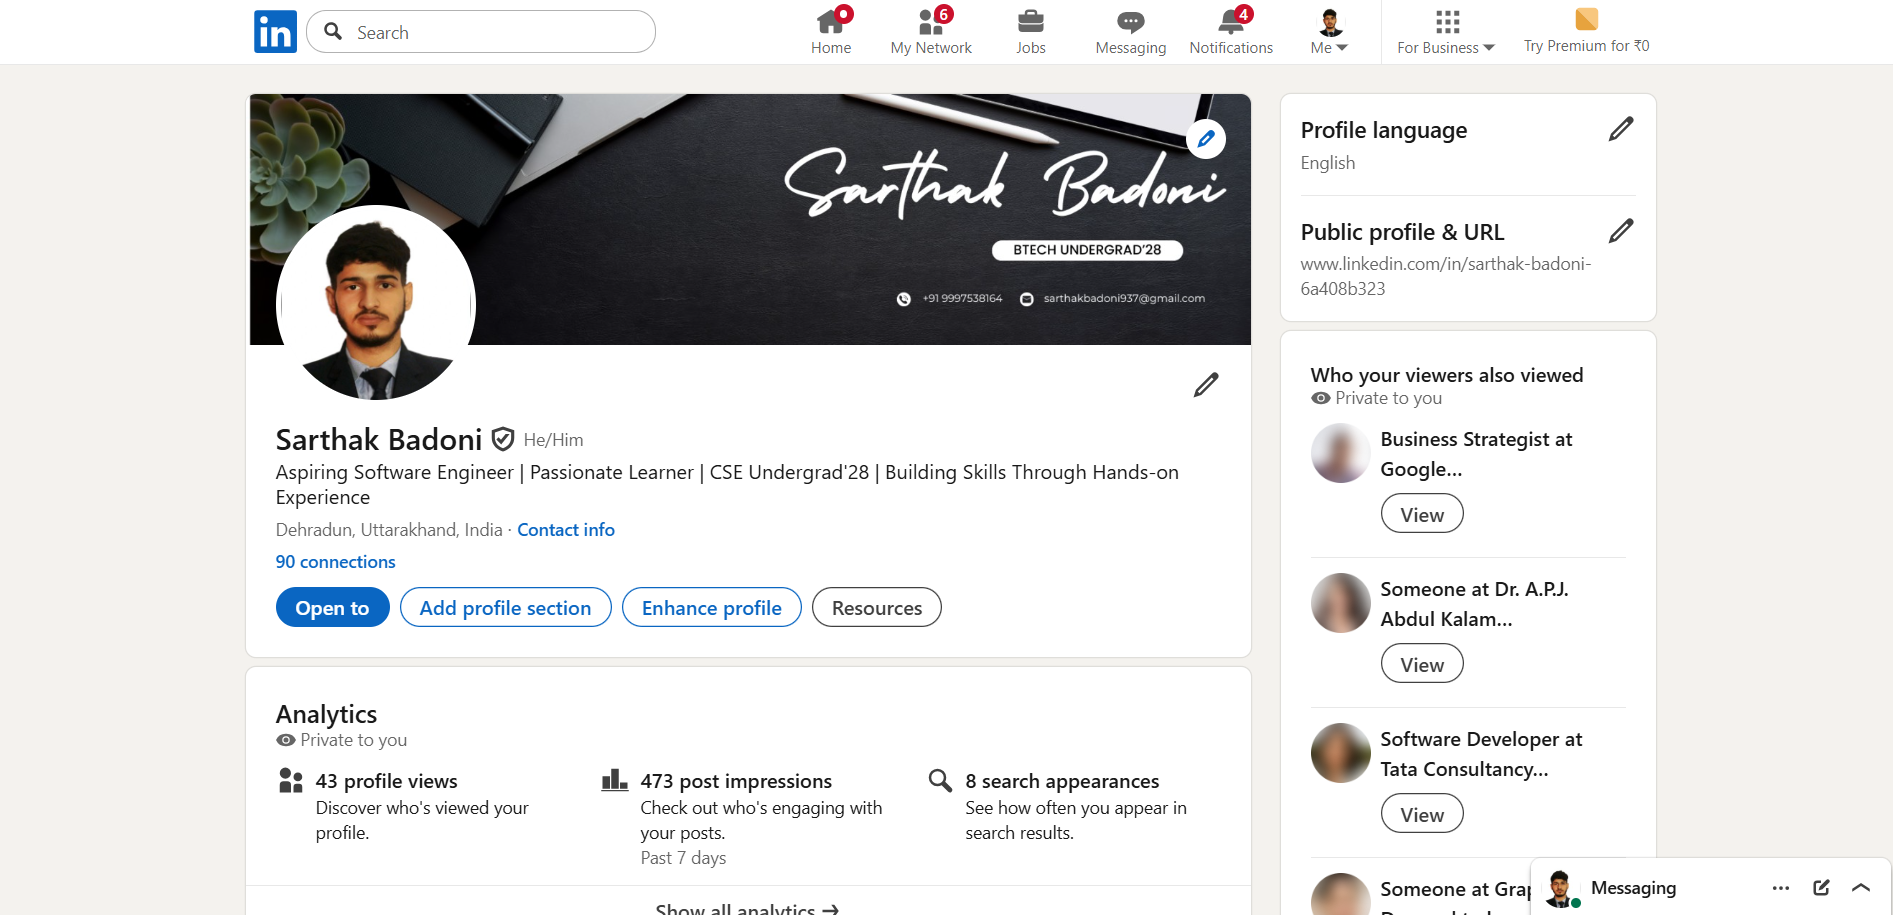 in
Search
Home
6
My Network
Jobs
Messaging
4
Notifications
Me
For Business
Try Premium for ₹0
Sarthak Badoni
BTECH UNDERGRAD'28
+91 9997538164
sarthakbadoni937@gmail.com
Sarthak Badoni He/Him
Aspiring Software Engineer | Passionate Learner | CSE Undergrad'28 | Building Skills Through Hands-on
Experience
Dehradun, Uttarakhand, India · Contact info
90 connections
Open to
Add profile section
Enhance profile
Resources
Analytics
Private to you
43 profile views
Discover who's viewed your
profile.
473 post impressions
Check out who's engaging with
your posts.
Past 7 days
8 search appearances
See how often you appear in
search results.
Show all analytics →
Profile language
English
Public profile & URL
www.linkedin.com/in/sarthak-badoni-
6a408b323
Who your viewers also viewed
Private to you
Business Strategist at
Google...
View
Someone at Dr. A.P.J.
Abdul Kalam...
View
Software Developer at
Tata Consultancy...
View
Someone at
Messaging